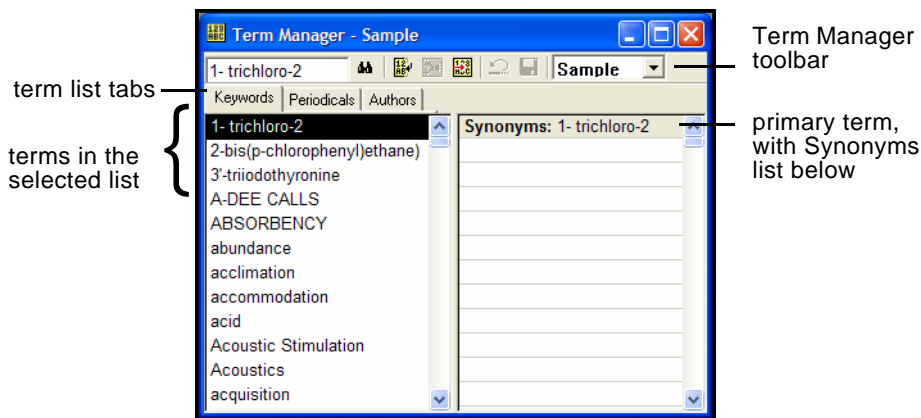 Term Manager - Sample
1- trichloro-2
Sample
Keywords
Periodicals
Authors
1- trichloro-2
2-bis(p-chlorophenyl)ethane)
3'-triiodothyronine
A-DEE CALLS
ABSORBENCY
abundance
acclimation
accommodation
acid
Acoustic Stimulation
Acoustics
acquisition
Synonyms: 1- trichloro-2
term list tabs
terms in the
selected list
Term Manager
toolbar
primary term,
with Synonyms
list below